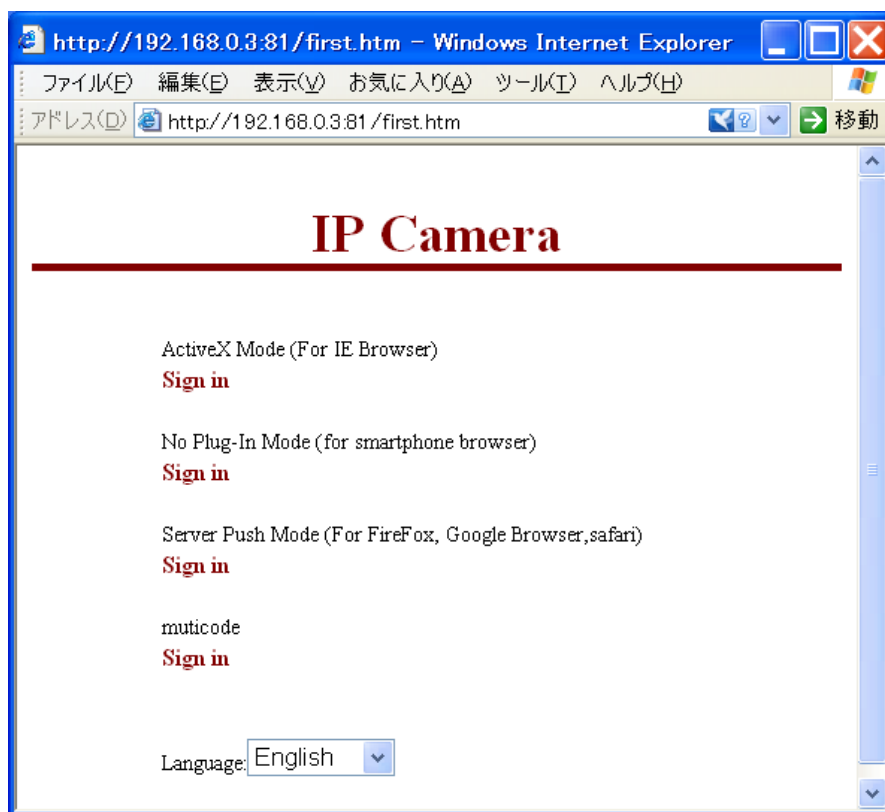 http://192.168.0.3:81/first.htm - Windows Internet Explorer
ファイル(F) 編集(E) 表示(V) お気に入り(A) ツール(T) ヘルプ(H)
アドレス(D) http://192.168.0.3:81/first.htm 移動
IP Camera
ActiveX Mode (For IE Browser)
Sign in
No Plug-In Mode (for smartphone browser)
Sign in
Server Push Mode (For FireFox, Google Browser,safari)
Sign in
muticode
Sign in
Language: English